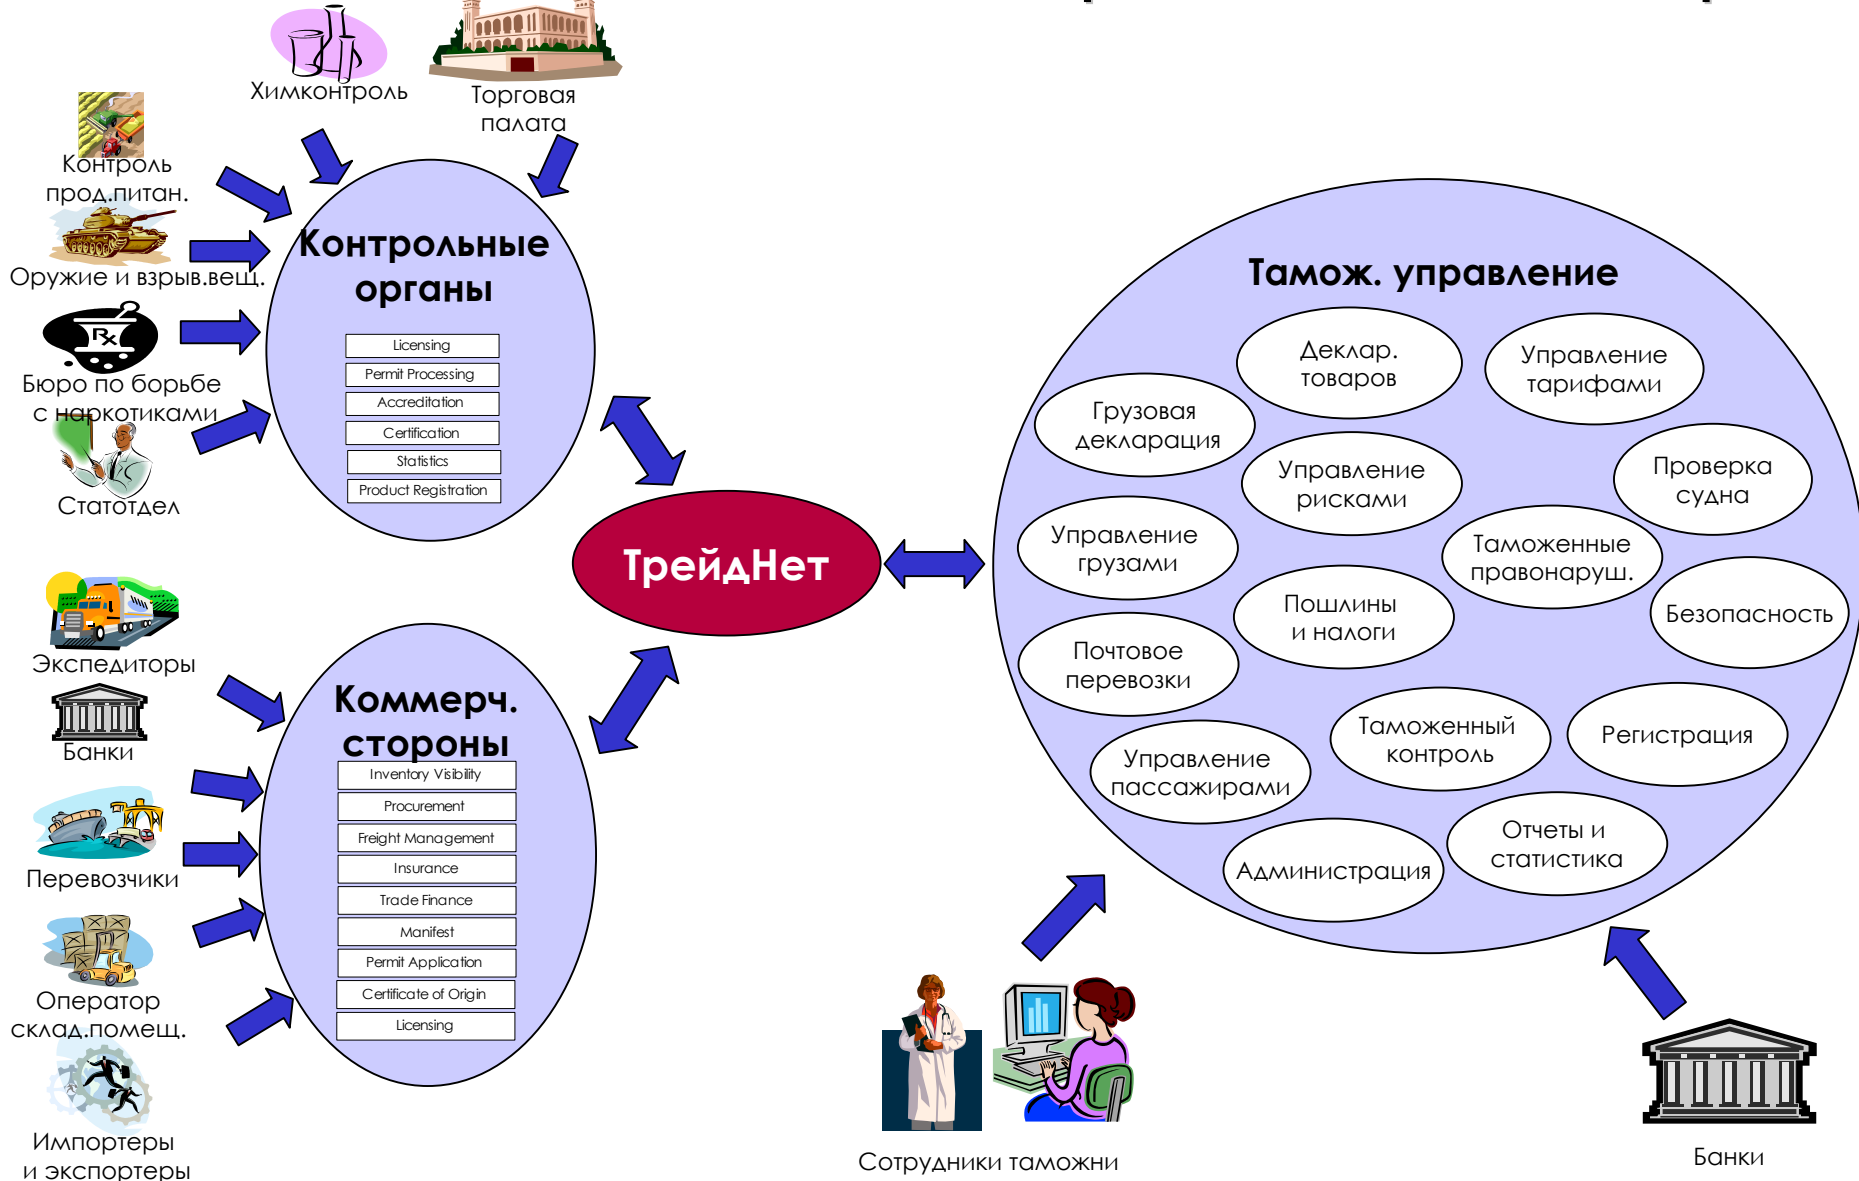 Химконтроль
Торговая
палата
Контроль
прод.питан.
Оружие и взрыв.вещ.
Бюро по борьбе
с наркотиками
Статотдел
Контрольные
органы
Licensing
Permit Processing
Accreditation
Certification
Statistics
Product Registration
ТрейдНет
Экспедиторы
Банки
Перевозчики
Оператор
склад.помещ.
Импортеры
и экспортеры
Коммерч.
стороны
Inventory Visibility
Procurement
Freight Management
Insurance
Trade Finance
Manifest
Permit Application
Certificate of Origin
Licensing
Тамож. управление
Деклар.
товаров
Управление
тарифами
Грузовая
декларация
Управление
рисками
Проверка
судна
Управление
грузами
Таможенные
правонаруш.
Пошлины
и налоги
Безопасность
Почтовое
перевозки
Таможенный
контроль
Регистрация
Управление
пассажирами
Отчеты и
статистика
Администрация
Сотрудники таможни
Банки
Rx